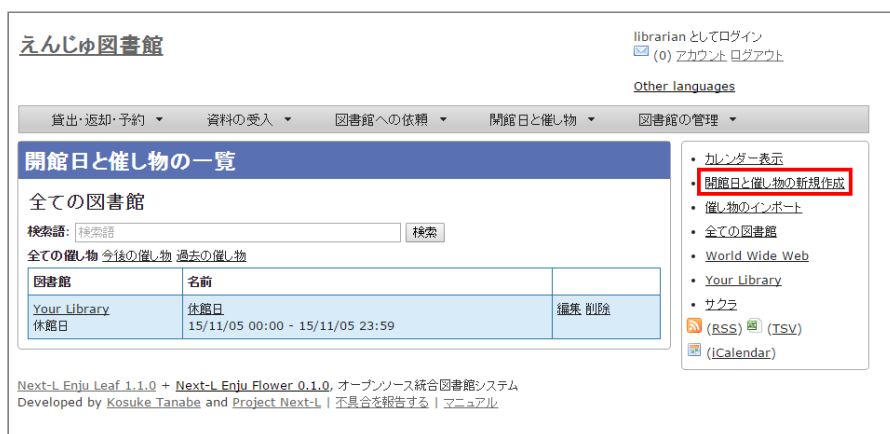 えんじゅ図書館
librarian としてログイン
(0) アカウント ログアウト
Other languages
貸出・返却・予約 ▼ 資料の受入 ▼ 図書館への依頼 ▼ 開館日と催し物 ▼ 図書館の管理 ▼
開館日と催し物の一覧
全ての図書館
検索語: 検索語 検索
全ての催し物 今後の催し物 過去の催し物
図書館 名前
Your Library 休館日 編集 削除
休館日 15/11/05 00:00 - 15/11/05 23:59
• カレンダー表示
• 開館日と催し物の新規作成
• 催し物のインポート
• 全ての図書館
• World Wide Web
• Your Library
• サクラ
(RSS) (TSV)
(iCalendar)
Next-L Enju Leaf 1.1.0 + Next-L Enju Flower 0.1.0, オープンソース統合図書館システム
Developed by Kosuke Tanabe and Project Next-L | 不具合を報告する | マニュアル